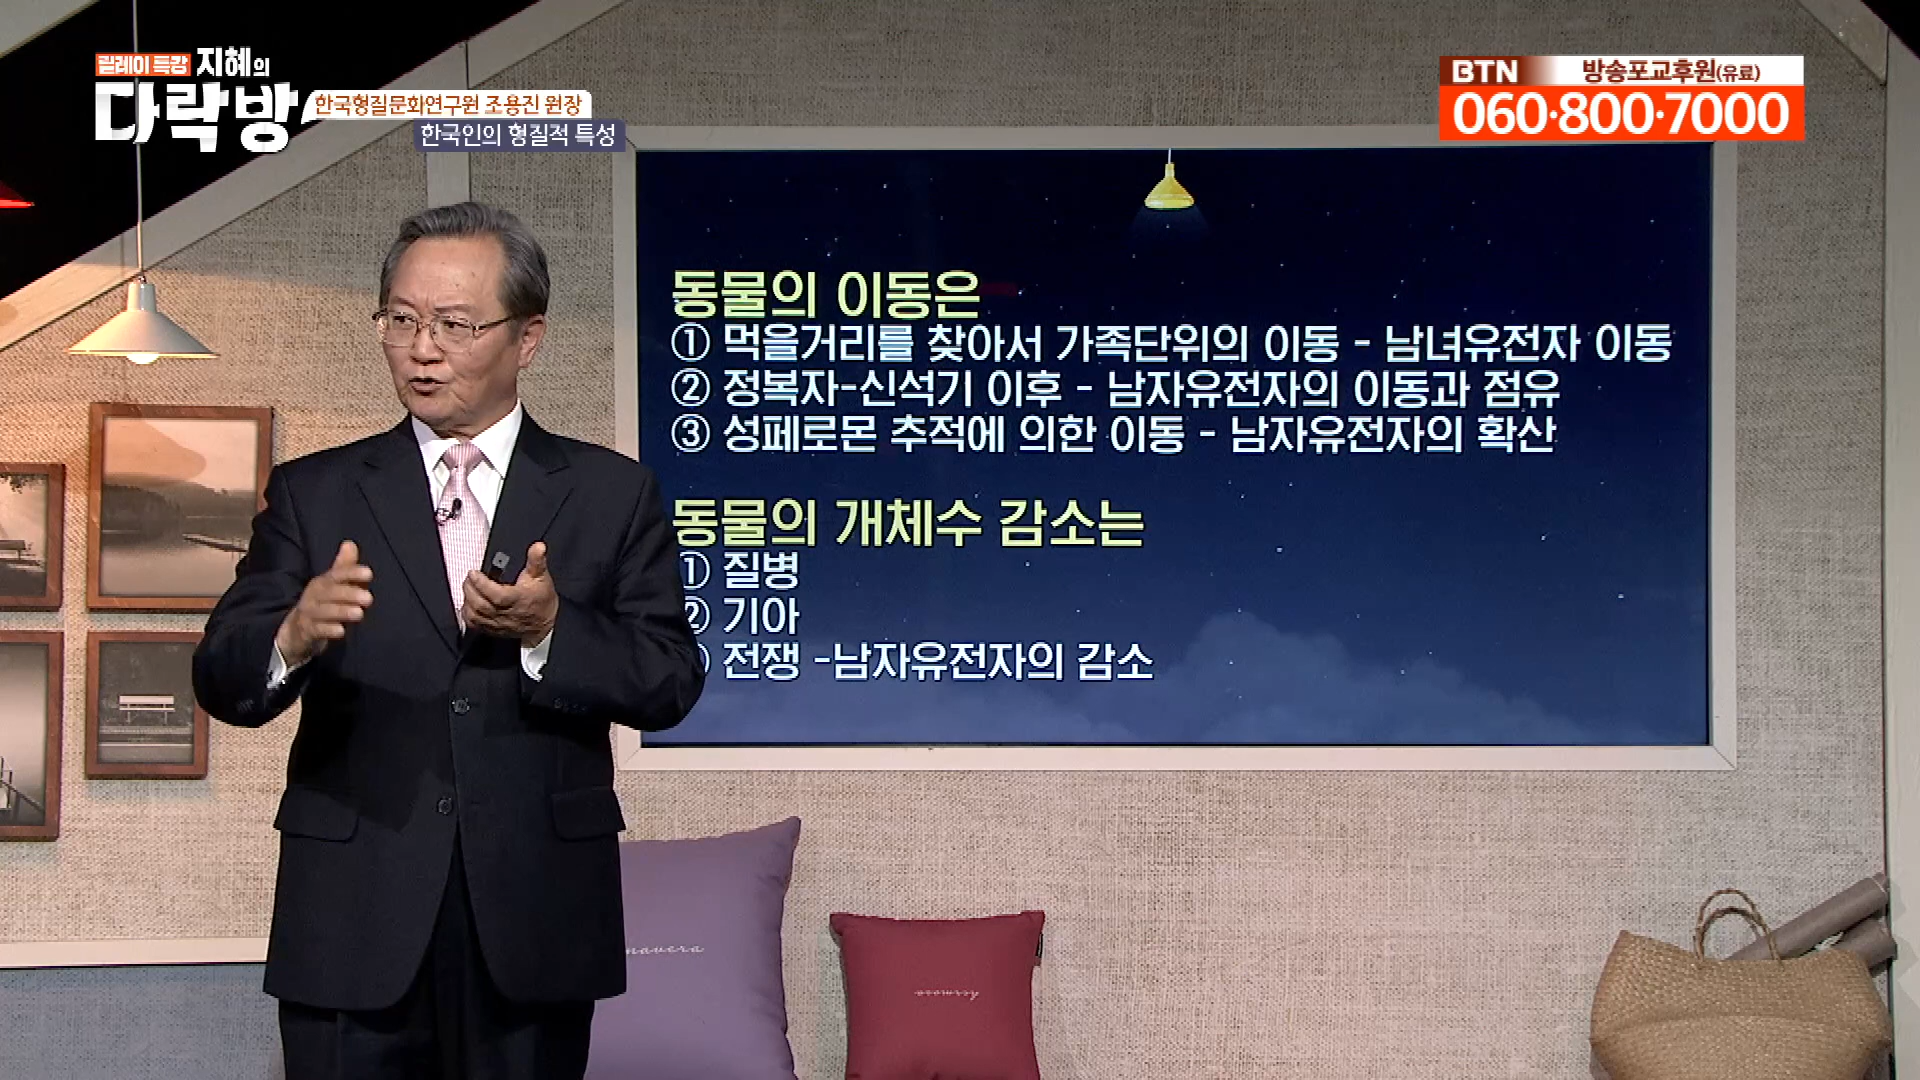 릴레이 특강 지혜의
다락방
한국형질문화연구원 조용진 원장
한국인의 형질적 특성
BTN 방송포교후원(유료)
060·800·7000
동물의 이동은
① 먹을거리를 찾아서 가족단위의 이동 - 남녀유전자 이동
② 정복자-신석기 이후 - 남자유전자의 이동과 점유
③ 성페로몬 추적에 의한 이동 - 남자유전자의 확산
동물의 개체수 감소는
① 질병
② 기아
전쟁 -남자유전자의 감소